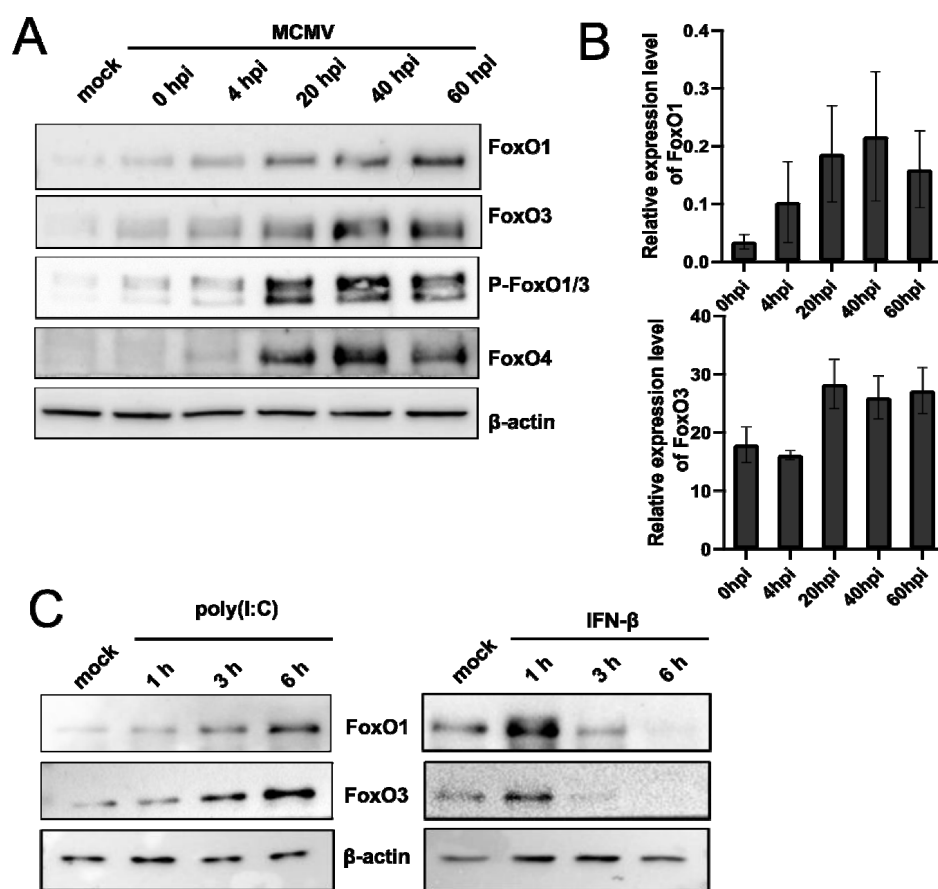 A
MCMV
mock
0 hpi
4 hpi
20 hpi
40 hpi
60 hpi
FoxO1
FoxO3
P-FoxO1/3
FoxO4
β-actin
B
Relative expression level
of FoxO1
0.4
0.3
0.2
0.1
0.0
0hpi
4hpi
20hpi
40hpi
60hpi
Relative expression level
of FoxO3
40
30
20
10
0
0hpi
4hpi
20hpi
40hpi
60hpi
C
poly(I:C)
mock
1 h
3 h
6 h
IFN-β
mock
1 h
3 h
6 h
FoxO1
FoxO3
β-actin